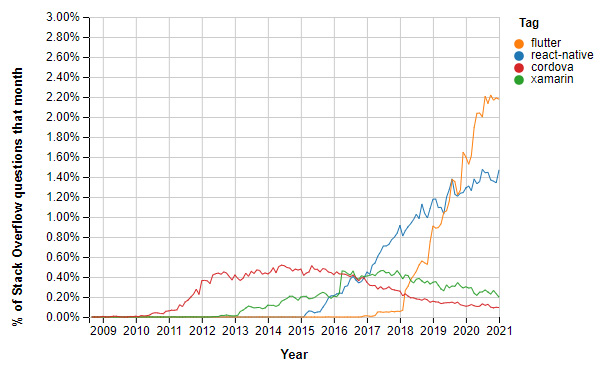 3.00%
2.80%
2.60%
2.40%
2.20%
2.00%
1.80%
1.60%
1.40%
1.20%
1.00%
0.80%
0.60%
0.40%
0.20%
0.00%
% of Stack Overflow questions that month
2009 2010 2011 2012 2013 2014 2015 2016 2017 2018 2019 2020 2021
Year
Tag
flutter
react-native
cordova
xamarin